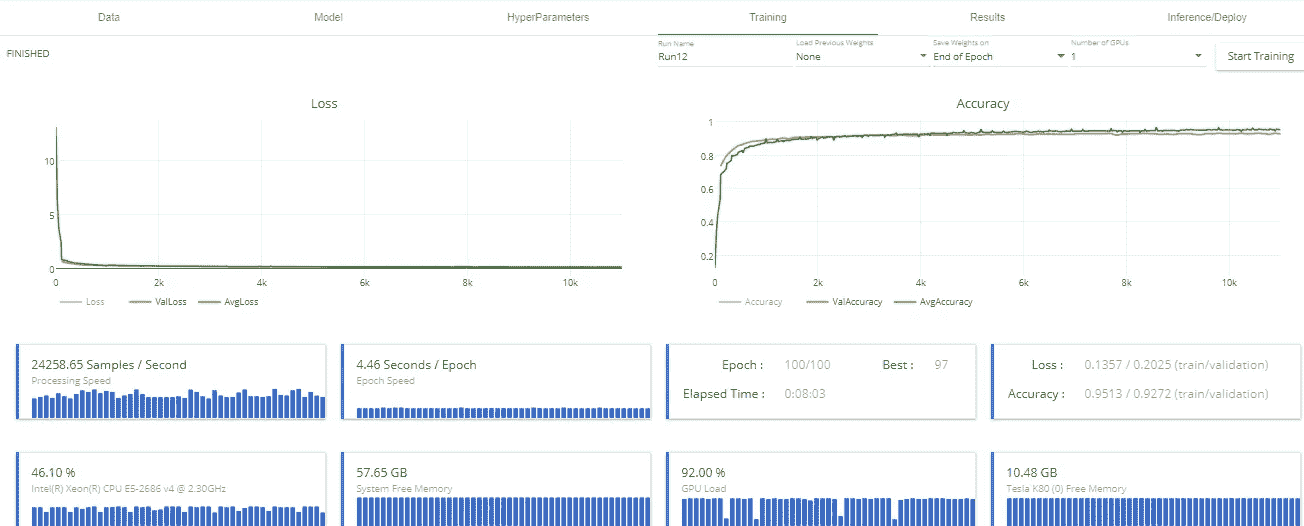 Data Model HyperParameters Training Results Inference/Deploy
FINISHED
Run Name Load Previous Weights Save Weights on Number of GPUs
Run12 None End of Epoch 1 Start Training
Loss
10
5
0
0 2k 4k 6k 8k 10k
Loss ValLoss AvgLoss
Accuracy
1
0.8
0.6
0.4
0.2
0 2k 4k 6k 8k 10k
Accuracy ValAccuracy AvgAccuracy
24258.65 Samples / Second
Processing Speed
4.46 Seconds / Epoch
Epoch Speed
Epoch : 100/100 Best : 97
Elapsed Time : 0:08:03
Loss : 0.1357 / 0.2025 (train/validation)
Accuracy : 0.9513 / 0.9272 (train/validation)
46.10 %
Intel(R) Xeon(R) CPU E5-2686 v4 @ 2.30GHz
57.65 GB
System Free Memory
92.00 %
GPU Load
10.48 GB
Tesla K80 (0) Free Memory